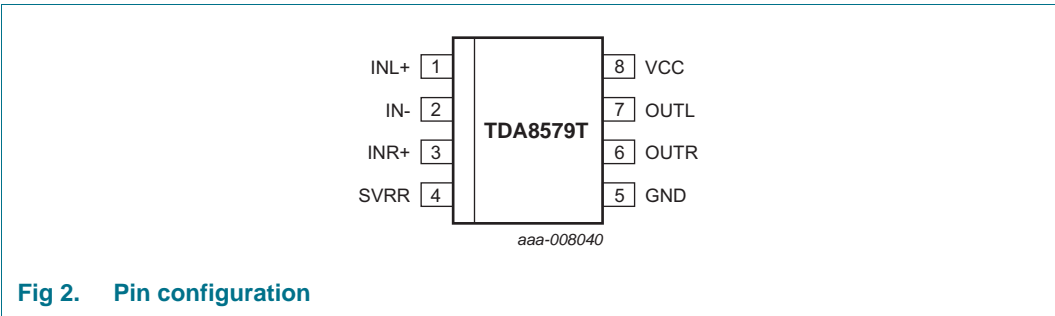 INL+ 1 8 VCC
IN- 2 7 OUTL
TDA8579T
INR+ 3 6 OUTR
SVRR 4 5 GND
aaa-008040
Fig 2. Pin configuration